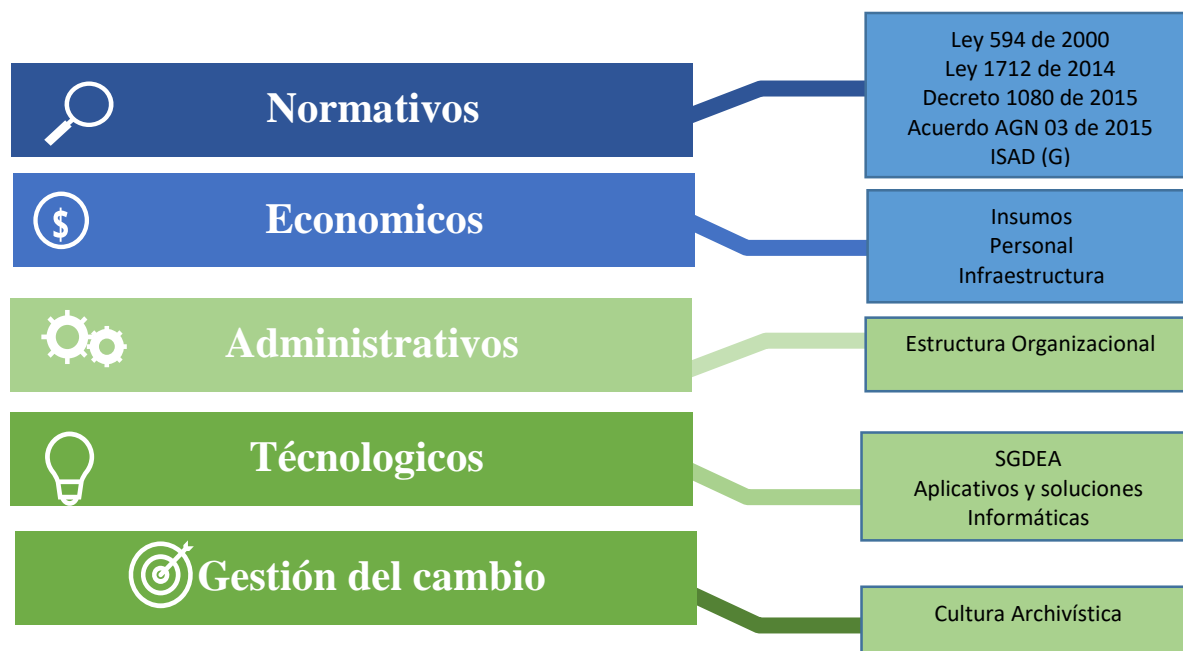 Normativos
Ley 594 de 2000
Ley 1712 de 2014
Decreto 1080 de 2015
Acuerdo AGN 03 de 2015
ISAD (G)
$
Economicos
Insumos
Personal
Infraestructura
Administrativos
Estructura Organizacional
Técnologicos
SGDEA
Aplicativos y soluciones
Informáticas
Gestión del cambio
Cultura Archivística